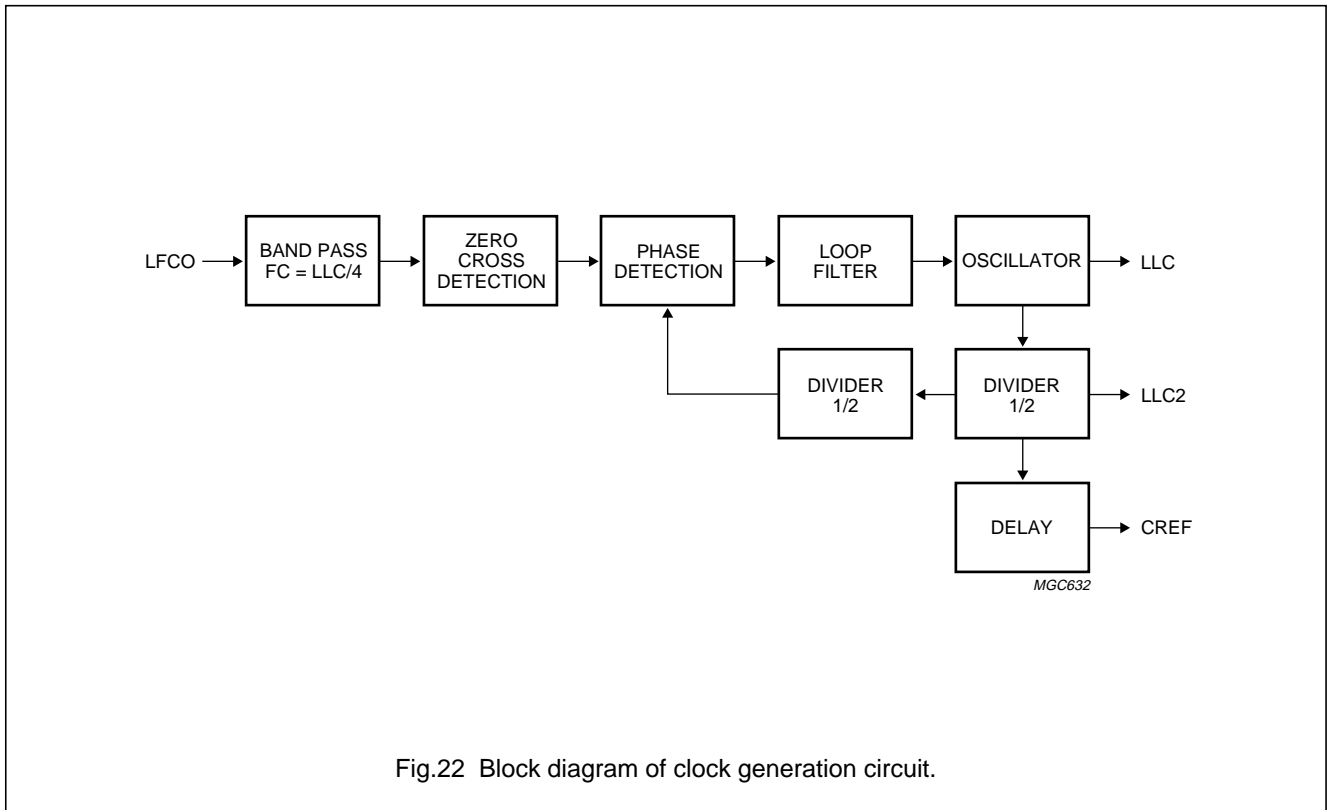 LFCO
BAND PASS
FC = LLC/4
ZERO
CROSS
DETECTION
PHASE
DETECTION
LOOP
FILTER
OSCILLATOR
LLC
DIVIDER
1/2
DIVIDER
1/2
LLC2
DELAY
CREF
MGC632
Fig.22 Block diagram of clock generation circuit.